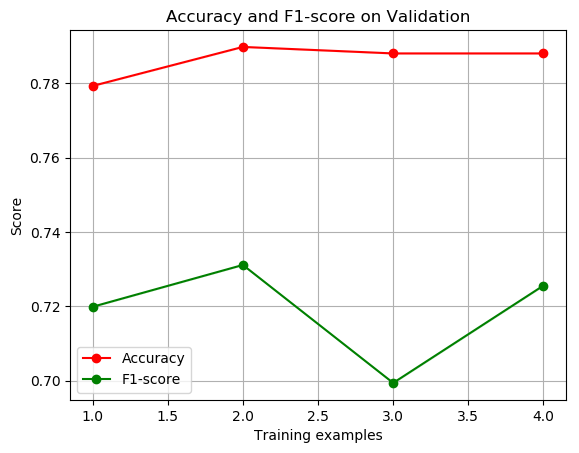 Accuracy and F1-score on Validation
0.78
0.76
0.74
0.72
0.70
Score
Accuracy
F1-score
1.0 1.5 2.0 2.5 3.0 3.5 4.0
Training examples